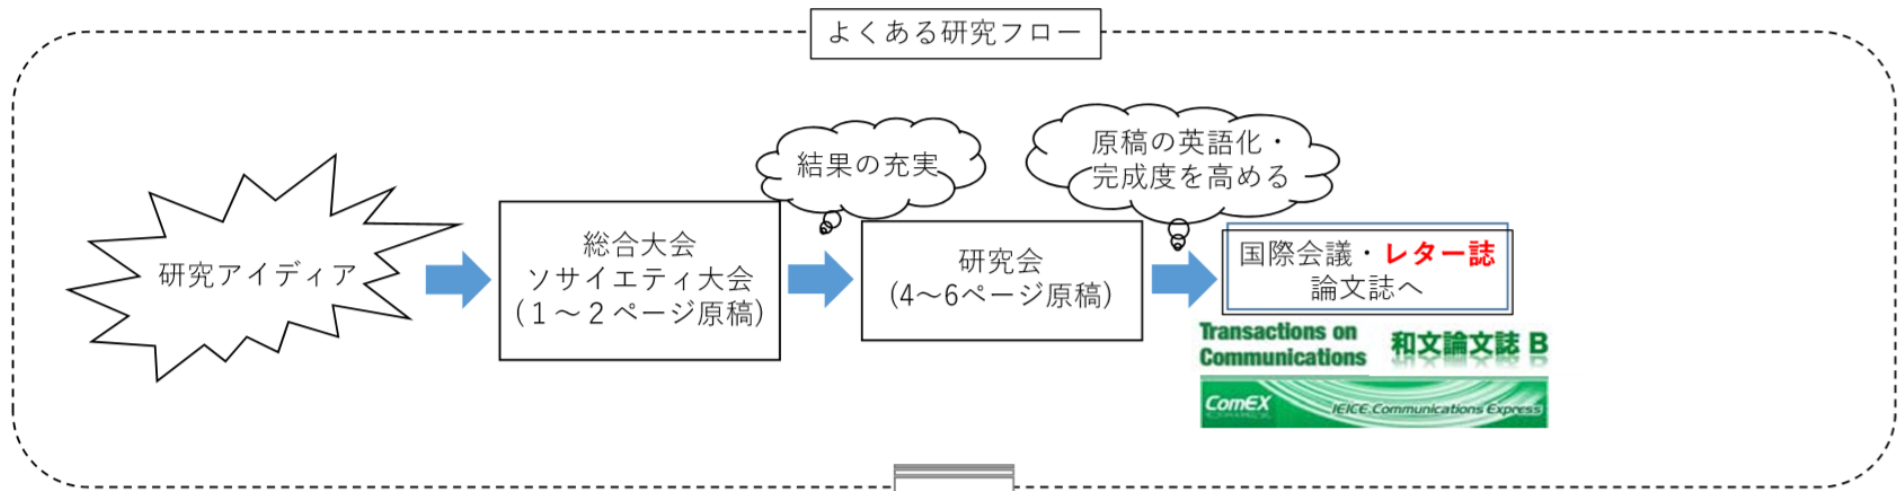 よくある研究フロー
研究アイディア
総合大会
ソサイエティ大会
(１～２ページ原稿)
結果の充実
研究会
(4～6ページ原稿)
原稿の英語化・
完成度を高める
国際会議・レター誌
論文誌へ
Transactions on
Communications
和文論文誌 B
ComEX
IEICE Communications Express